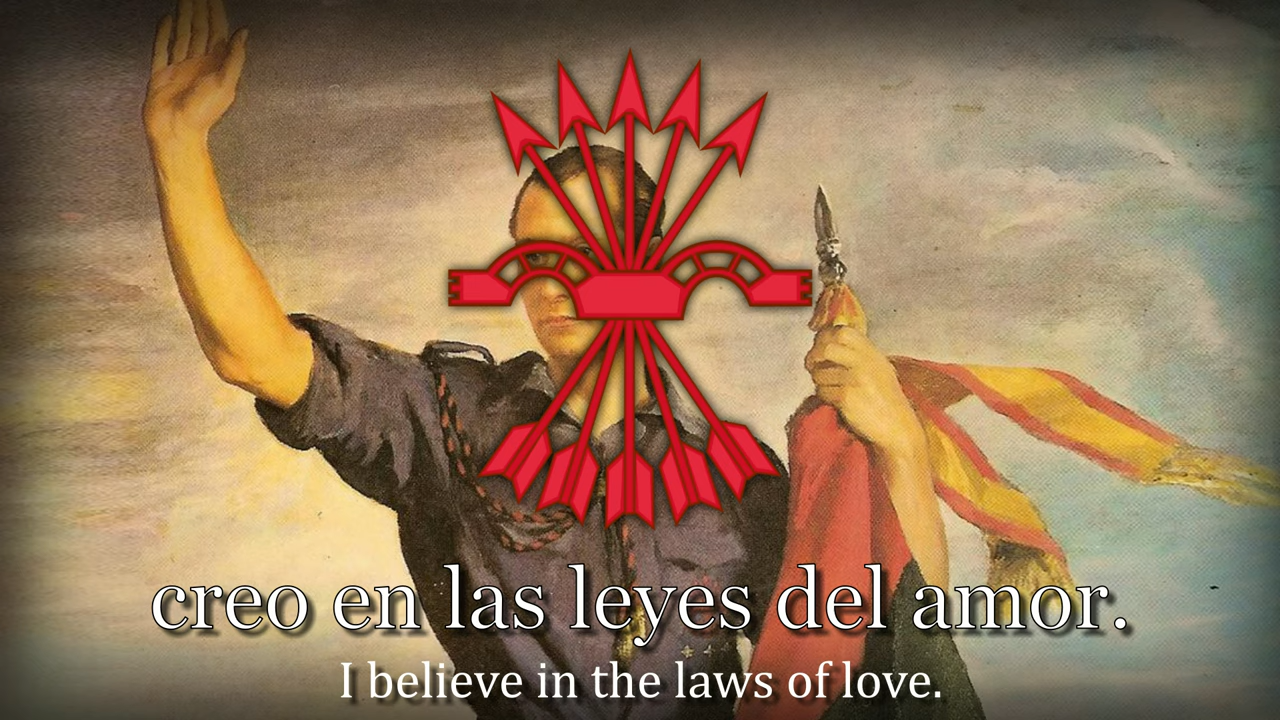 creo en las leyes del amor.
I believe in the laws of love.